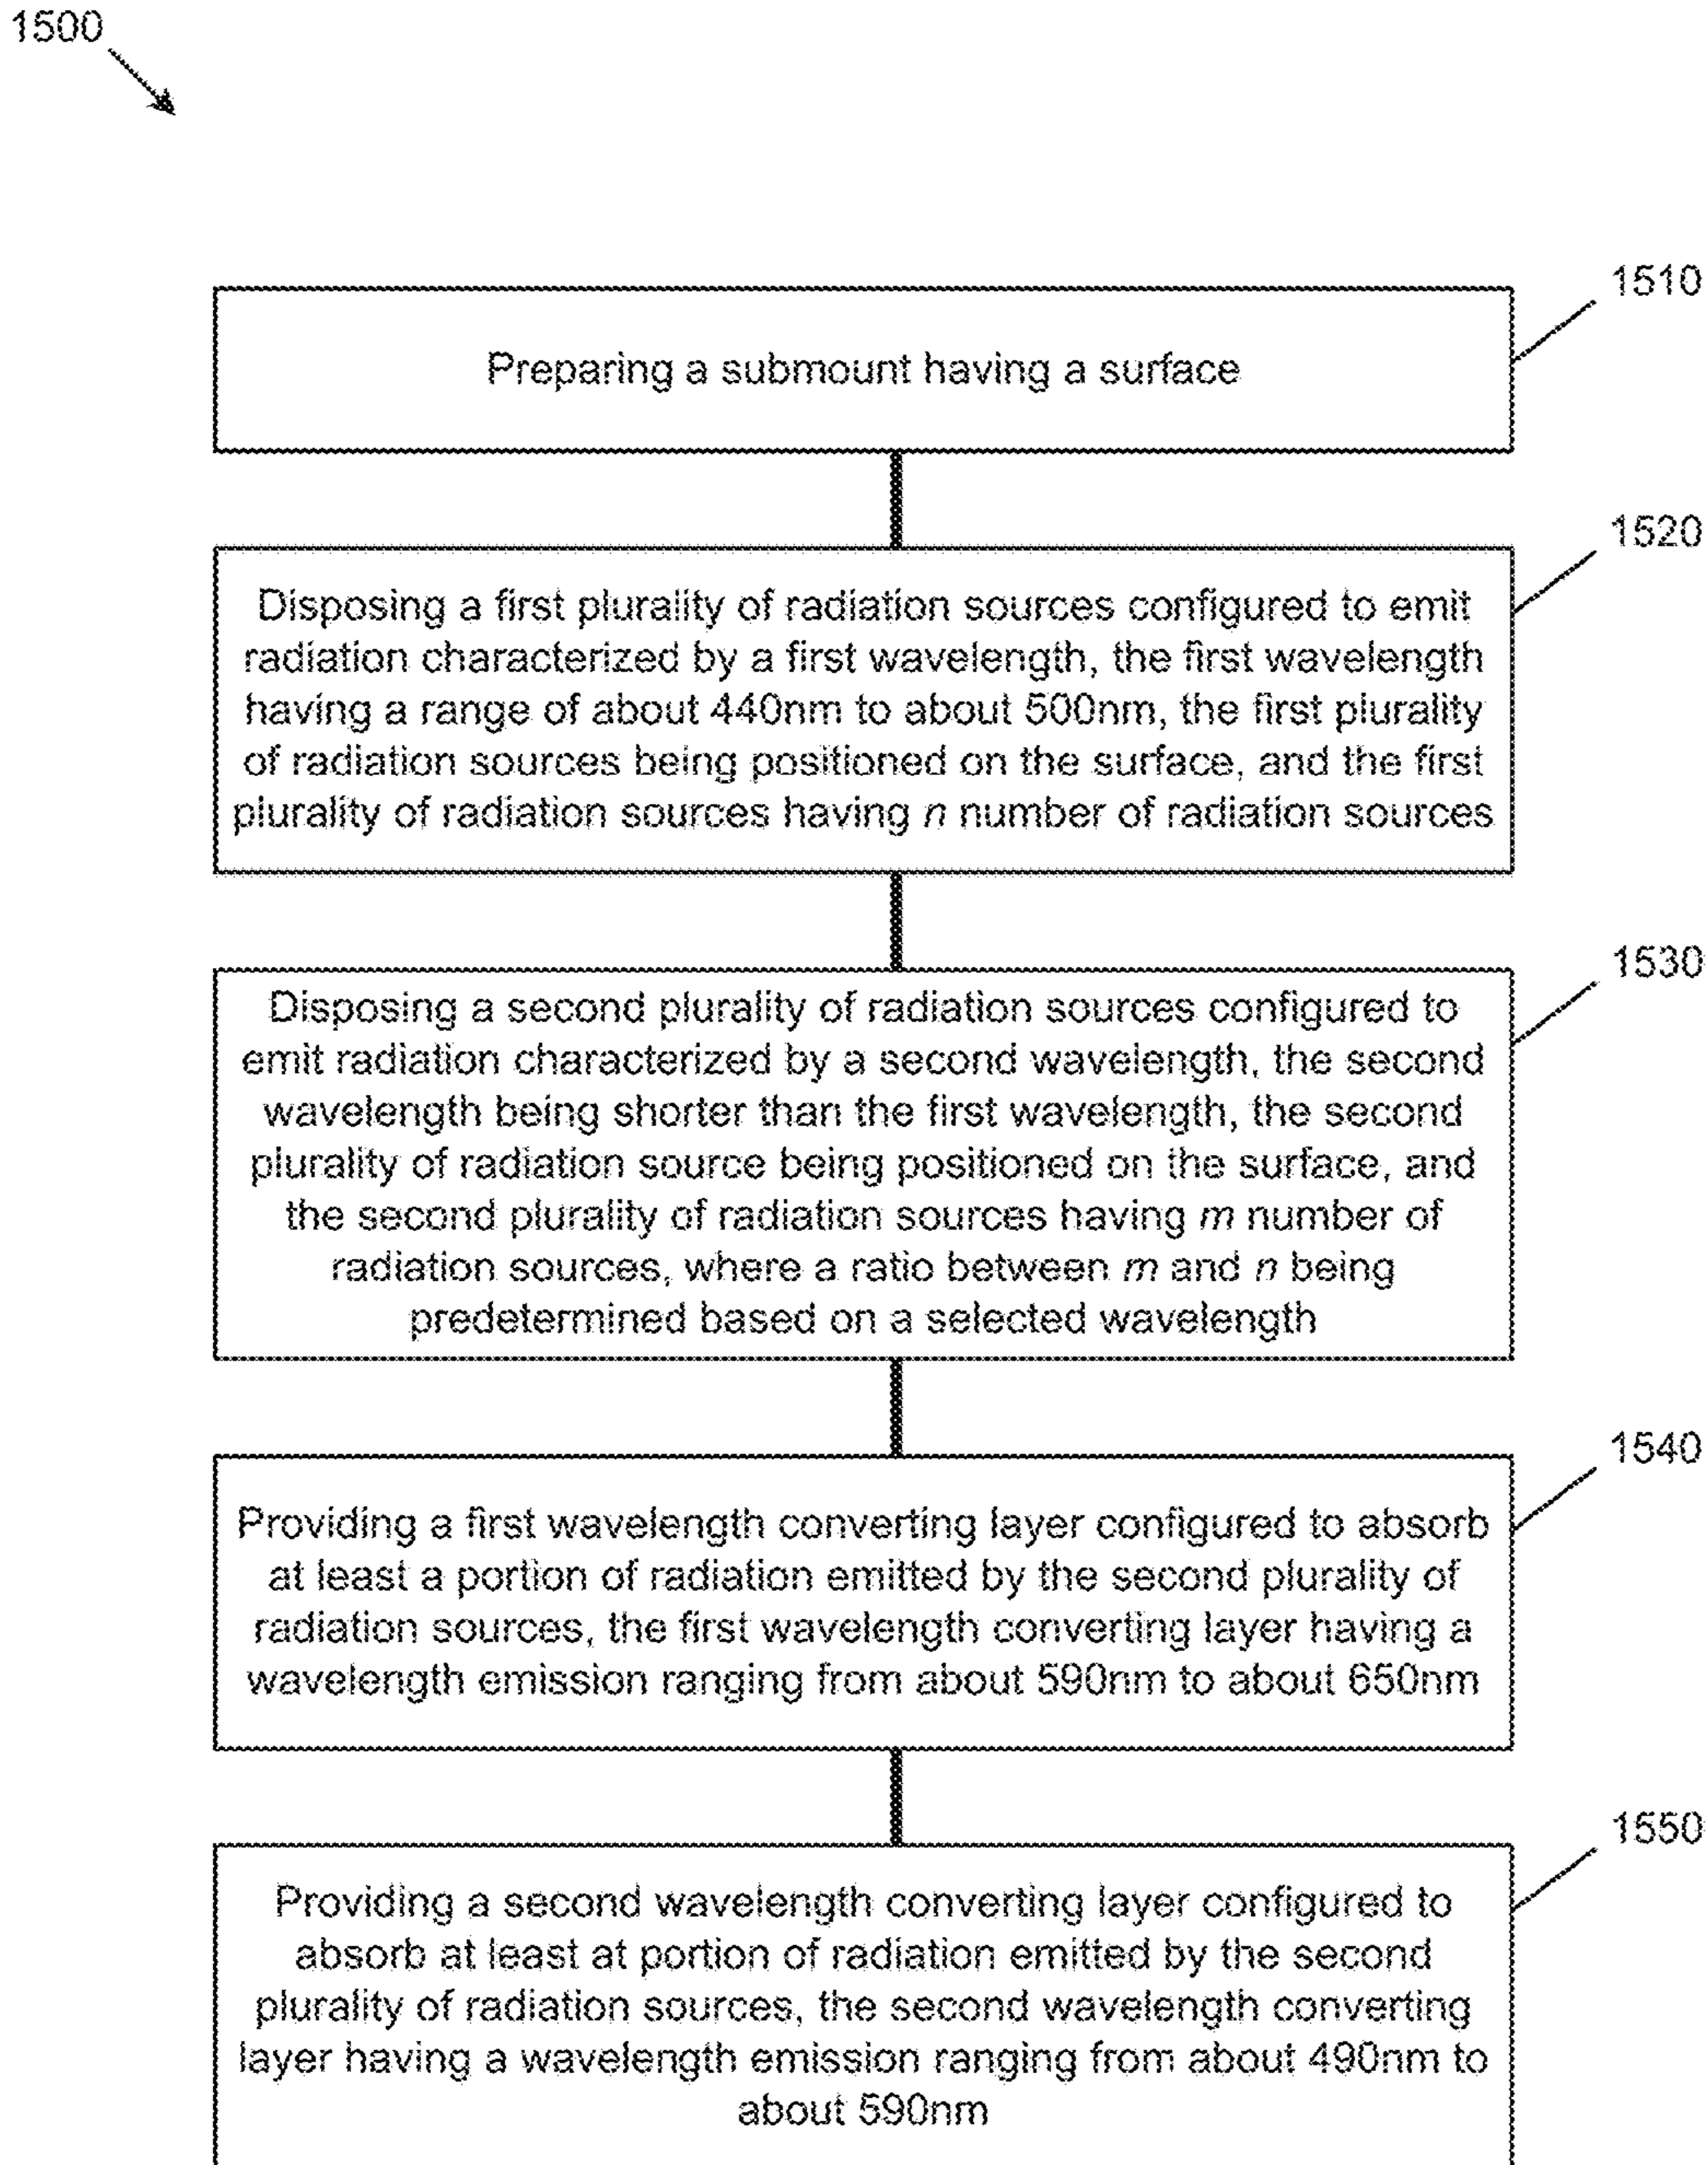 1500
1510
Preparing a submount having a surface
1520
Disposing a first plurality of radiation sources configured to emit
radiation characterized by a first wavelength, the first wavelength
having a range of about 440nm to about 500nm, the first plurality
of radiation sources being positioned on the surface, and the first
plurality of radiation sources having n number of radiation sources
1530
Disposing a second plurality of radiation sources configured to
emit radiation characterized by a second wavelength, the second
wavelength being shorter than the first wavelength, the second
plurality of radiation source being positioned on the surface, and
the second plurality of radiation sources having m number of
radiation sources, where a ratio between m and n being
predetermined based on a selected wavelength
1540
Providing a first wavelength converting layer configured to absorb
at least a portion of radiation emitted by the second plurality of
radiation sources, the first wavelength converting layer having a
wavelength emission ranging from about 590nm to about 650nm
1550
Providing a second wavelength converting layer configured to
absorb at least at portion of radiation emitted by the second
plurality of radiation sources, the second wavelength converting
layer having a wavelength emission ranging from about 490nm to
about 590nm